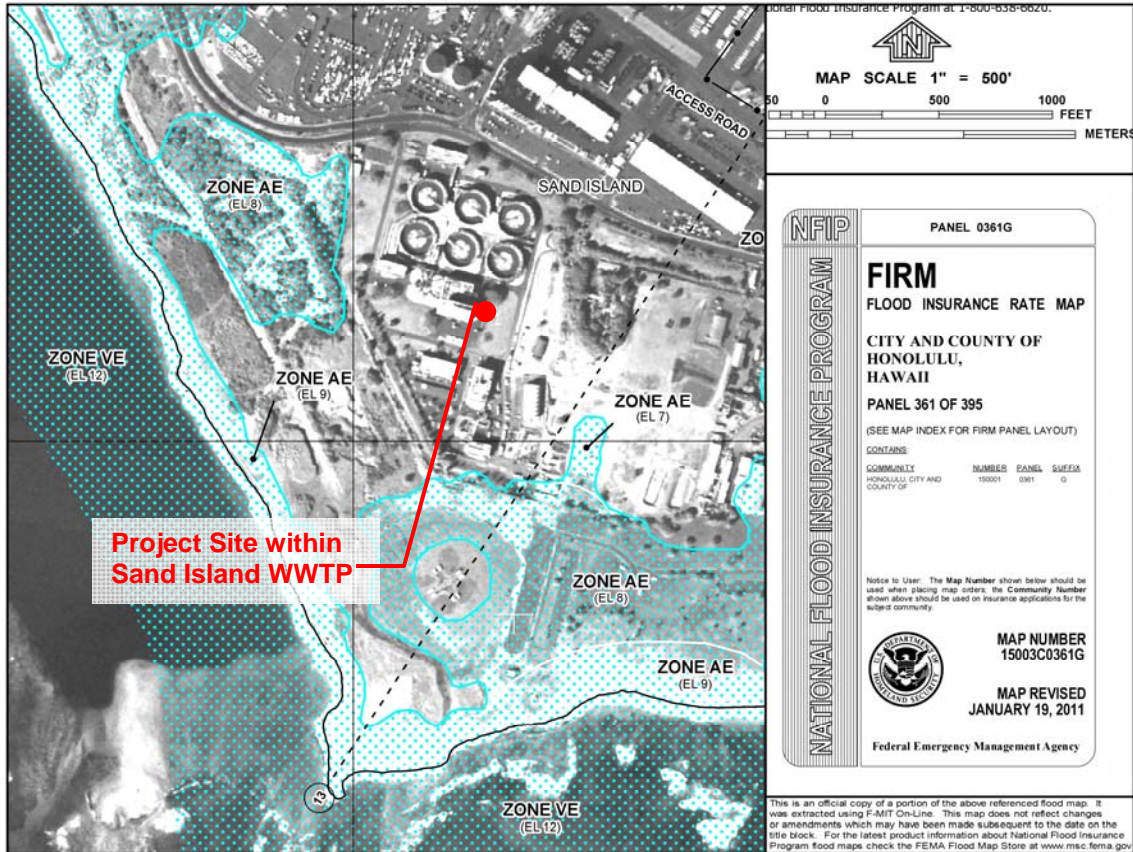 ZONE AE
(EL 8)
ACCESS ROAD
SAND ISLAND
ZO
ZONE VE
(EL 12)
ZONE AE
(EL 9)
ZONE AE
(EL 7)
Project Site within
Sand Island WWTP
ZONE AE
(EL 8)
ZONE AE
(EL 9)
13
ZONE VE
(EL 12)
ional Flood Insurance Program at 1-800-638-6620.
N
MAP SCALE 1" = 500'
50 0 500 1000
FEET
METERS
NFIP
PANEL 0361G
NATIONAL FLOOD INSURANCE PROGRAM
FIRM
FLOOD INSURANCE RATE MAP
CITY AND COUNTY OF
HONOLULU,
HAWAII
PANEL 361 OF 395
(SEE MAP INDEX FOR FIRM PANEL LAYOUT)
CONTAINS:
COMMUNITY NUMBER PANEL SUFFIX
HONOLULU, CITY AND 150001 0361 G
COUNTY OF
Notice to User: The Map Number shown below should be
used when placing map orders; the Community Number
shown above should be used on insurance applications for the
subject community.
U.S. DEPARTMENT OF
HOMELAND SECURITY
MAP NUMBER
15003C0361G
MAP REVISED
JANUARY 19, 2011
Federal Emergency Management Agency
This is an official copy of a portion of the above referenced flood map. It
was extracted using F-MIT On-Line. This map does not reflect changes
or amendments which may have been made subsequent to the date on the
title block. For the latest product information about National Flood Insurance
Program flood maps check the FEMA Flood Map Store at www.msc.fema.gov